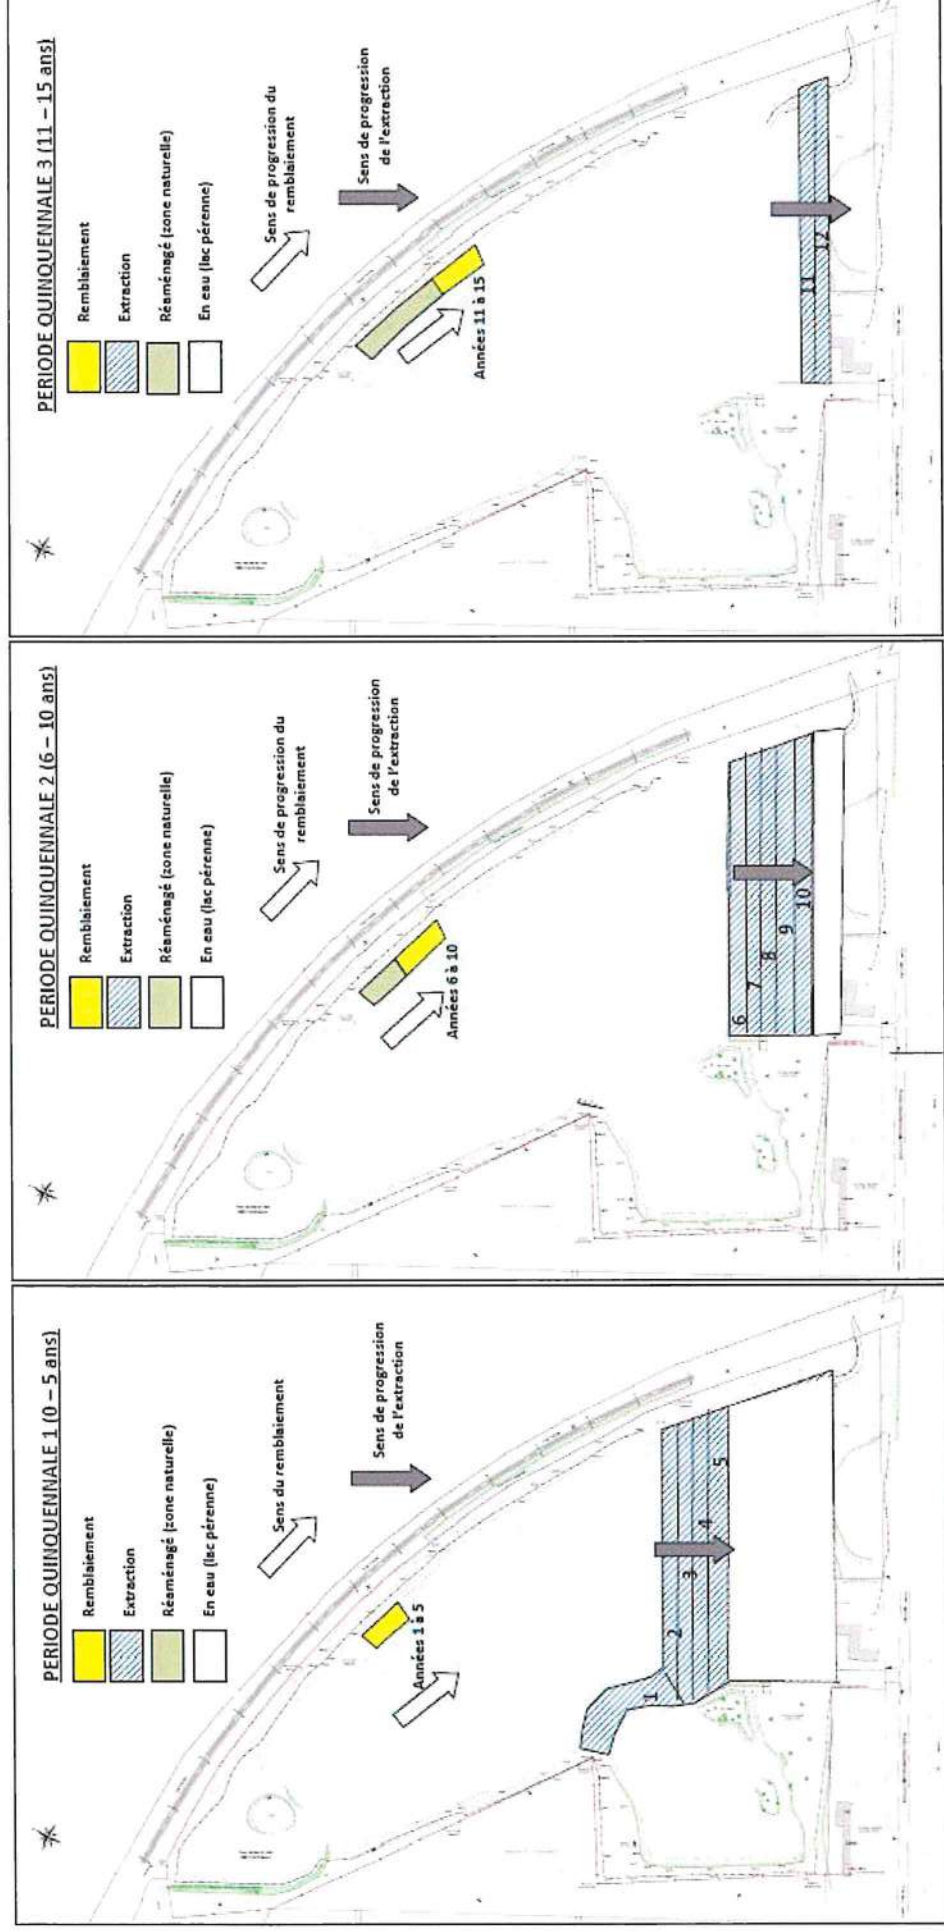 PERIODE QUINQUENNALE 1 (0 – 5 ans)
Remblaiement
Extraction
Réaménagé (zone naturelle)
En eau (lac pérenne)
Sens du remblaiement
Sens de progression
de l'extraction
Années 1 à 5
1
2
3
4
5
PERIODE QUINQUENNALE 2 (6 – 10 ans)
Remblaiement
Extraction
Réaménagé (zone naturelle)
En eau (lac pérenne)
Sens de progression du
remblaiement
Sens de progression
de l'extraction
Années 6 à 10
6
7
8
9
10
PERIODE QUINQUENNALE 3 (11 – 15 ans)
Remblaiement
Extraction
Réaménagé (zone naturelle)
En eau (lac pérenne)
Sens de progression du
remblaiement
Sens de progression
de l'extraction
Années 11 à 15
11
12